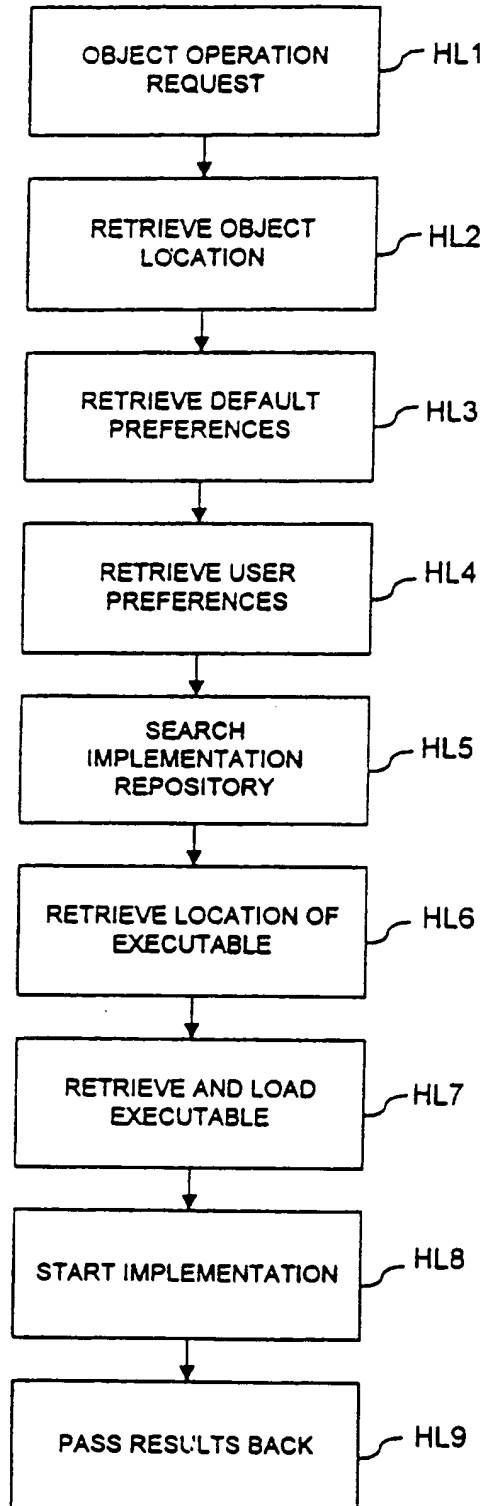 OBJECT OPERATION
REQUEST
HL1
RETRIEVE OBJECT
LOCATION
HL2
RETRIEVE DEFAULT
PREFERENCES
HL3
RETRIEVE USER
PREFERENCES
HL4
SEARCH
IMPLEMENTATION
REPOSITORY
HL5
RETRIEVE LOCATION OF
EXECUTABLE
HL6
RETRIEVE AND LOAD
EXECUTABLE
HL7
START IMPLEMENTATION
HL8
PASS RESULTS BACK
HL9